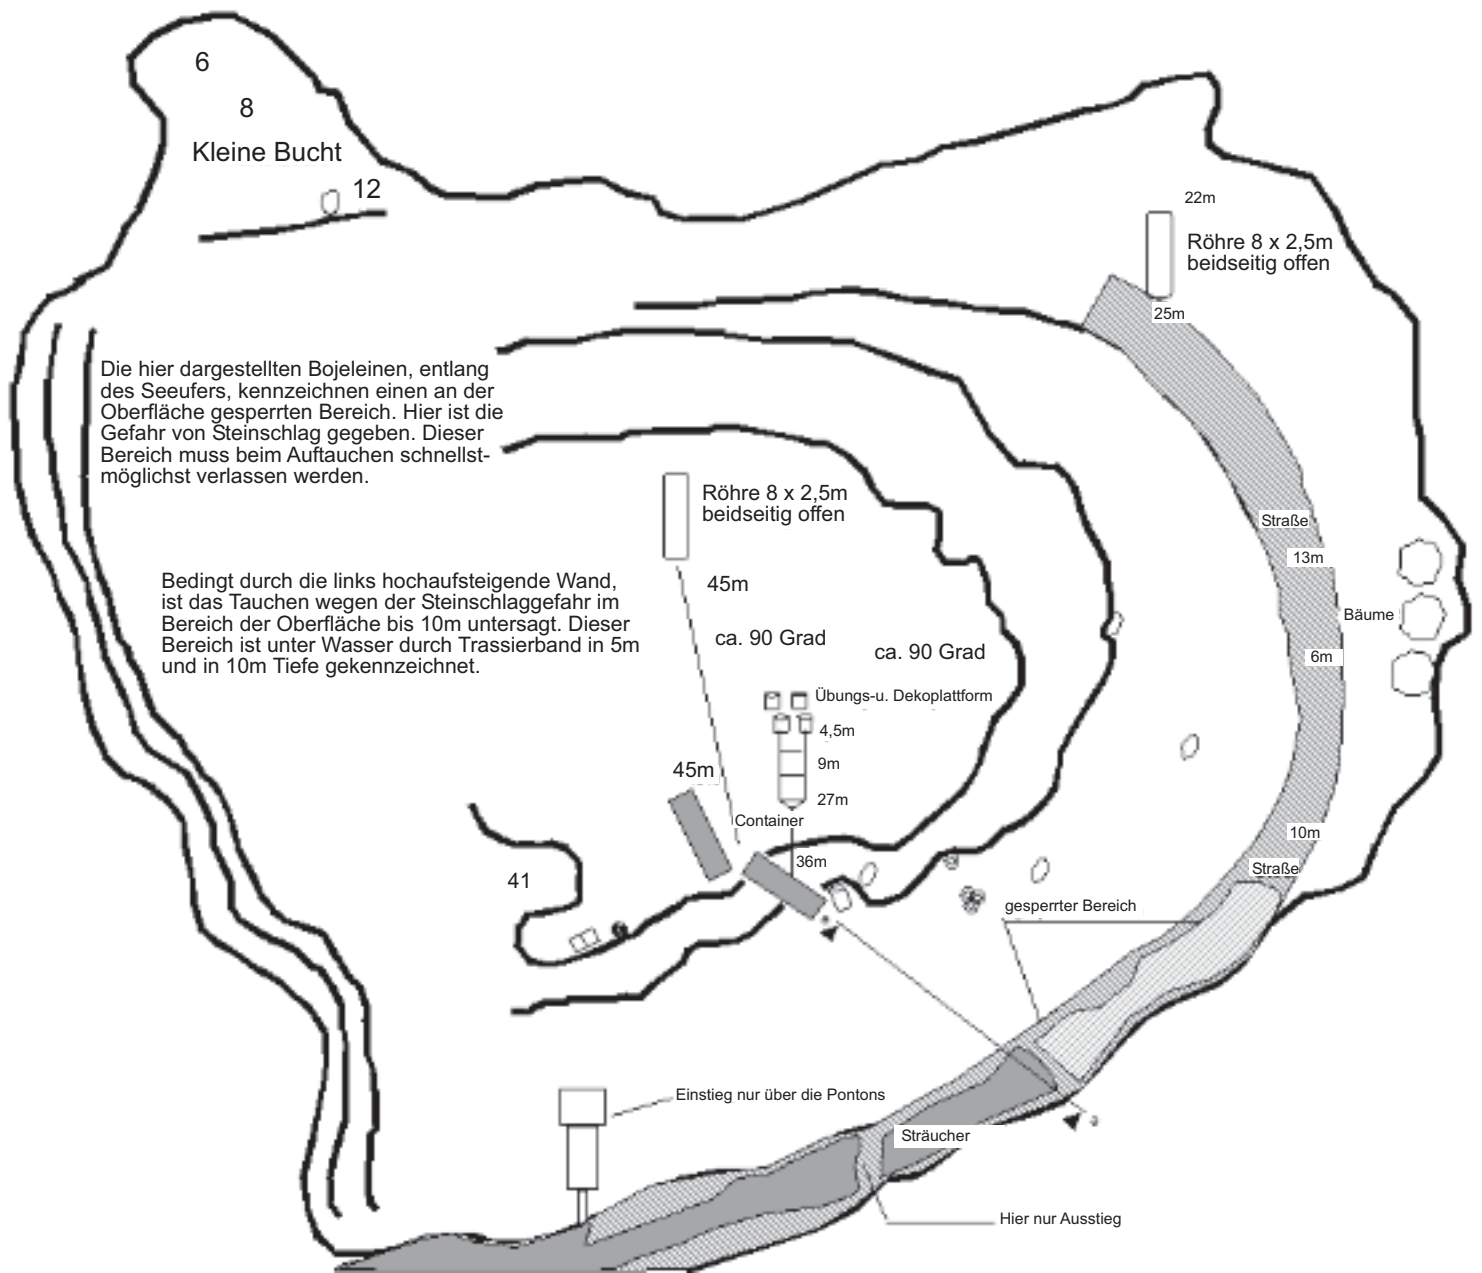 6
8
Kleine Bucht
12
22m
Röhre 8 x 2,5m
beidseitig offen
25m
Die hier dargestellten Bojeleinen, entlang
des Seeufers, kennzeichnen einen an der
Oberfläche gesperrten Bereich. Hier ist die
Gefahr von Steinschlag gegeben. Dieser
Bereich muss beim Auftauchen schnellst-
möglichst verlassen werden.
Röhre 8 x 2,5m
beidseitig offen
45m
Straße
13m
Bäume
6m
Bedingt durch die links hochaufsteigende Wand,
ist das Tauchen wegen der Steinschlaggefahr im
Bereich der Oberfläche bis 10m untersagt. Dieser
Bereich ist unter Wasser durch Trassierband in 5m
und in 10m Tiefe gekennzeichnet.
ca. 90 Grad
ca. 90 Grad
Übungs-u. Dekoplattform
4,5m
9m
27m
45m
Container
36m
10m
Straße
41
gesperrter Bereich
Einstieg nur über die Pontons
Sträucher
Hier nur Ausstieg